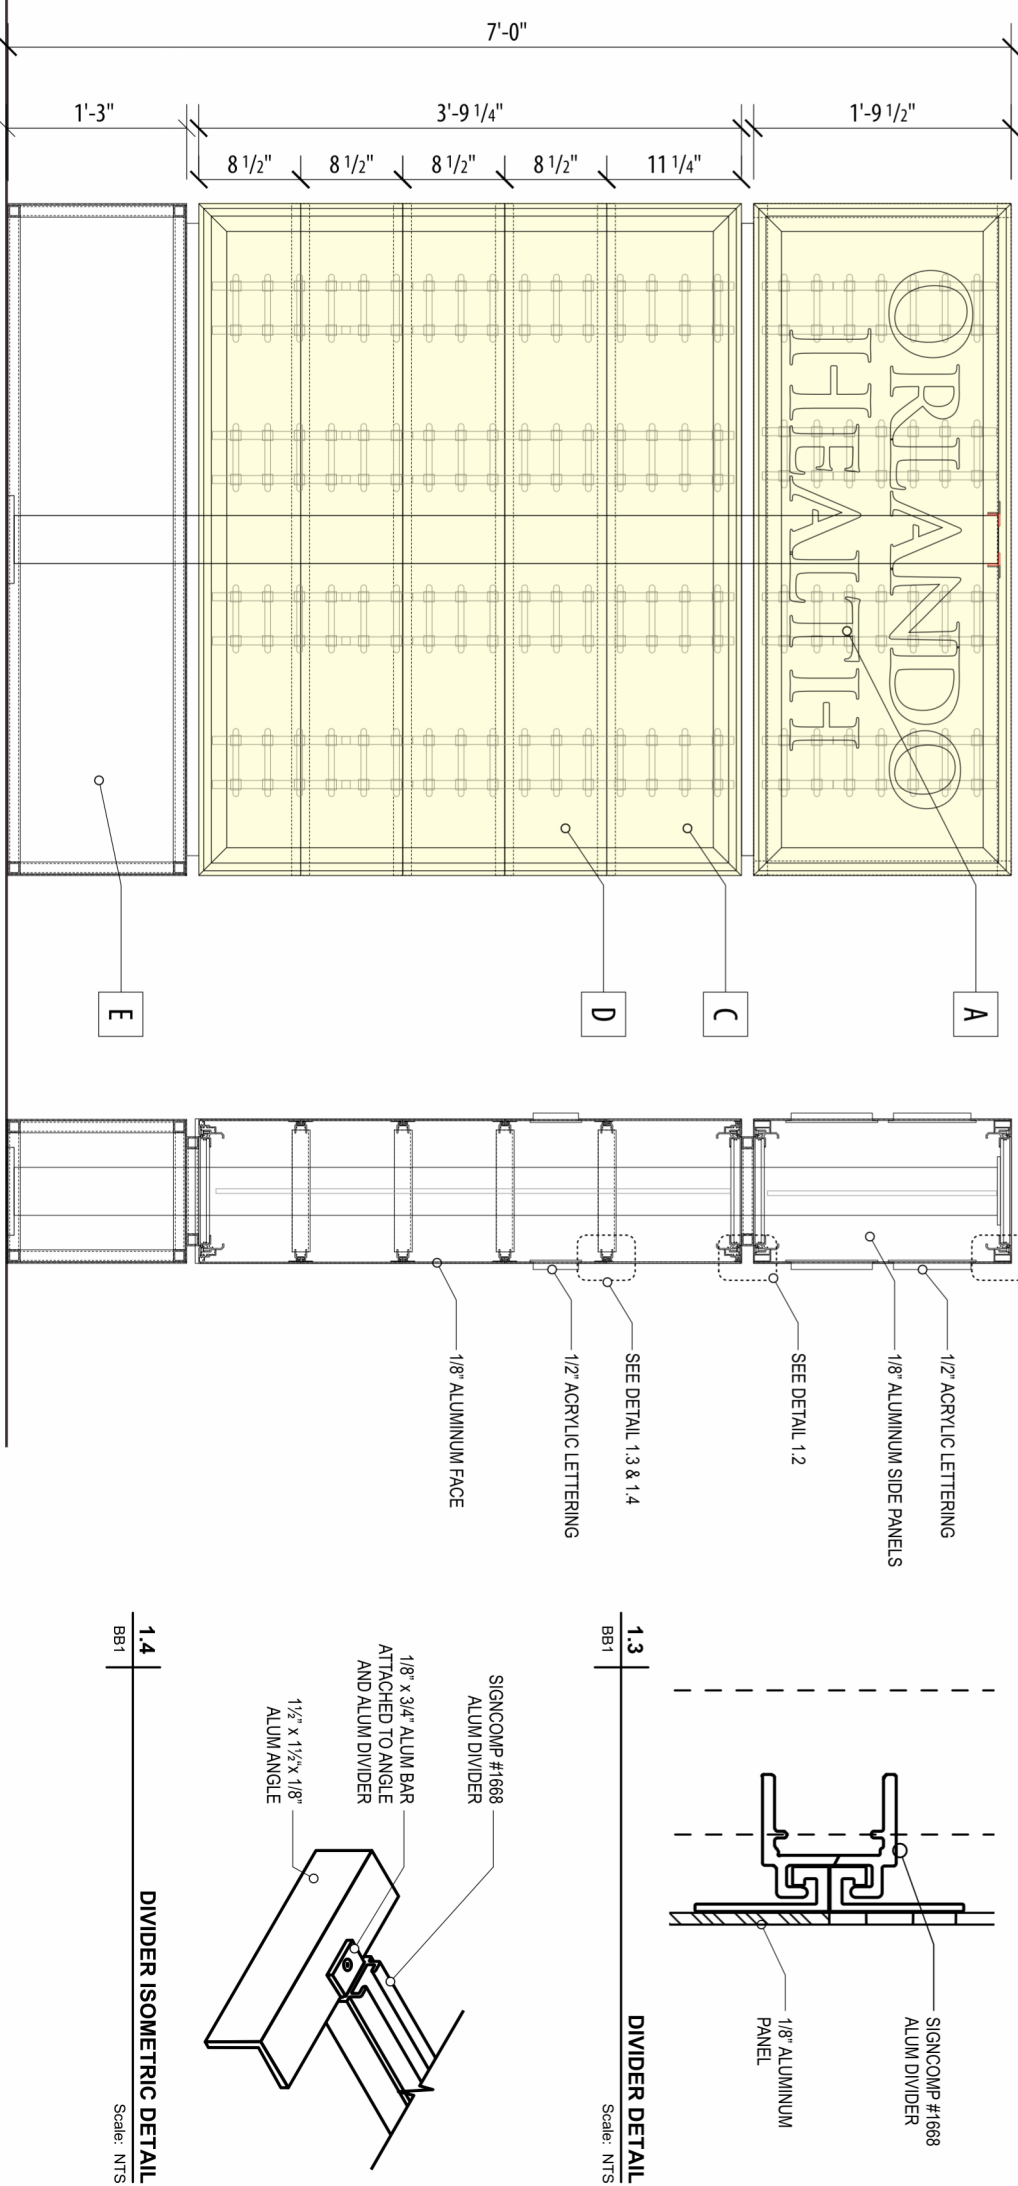 7'-0"
1'-3"
3'-9 1/4"
1'-9 1/2"
8 1/2"
8 1/2"
8 1/2"
8 1/2"
11 1/4"
ORLANDO
HEALTH
A
C
D
E
1/2" ACRYLIC LETTERING
1/8" ALUMINUM SIDE PANELS
SEE DETAIL 1.2
SEE DETAIL 1.3 & 1.4
1/2" ACRYLIC LETTERING
1/8" ALUMINUM FACE
SIGNCOMP #1668
ALUM DIVIDER
1/8" ALUMINUM
PANEL
1.3
BB1
DIVIDER DETAIL
Scale: NTS
SIGNCOMP #1668
ALUM DIVIDER
1/8" x 3/4" ALUM BAR
ATTACHED TO ANGLE
AND ALUM DIVIDER
1½" x 1½"x 1/8"
ALUM ANGLE
1.4
BB1
DIVIDER ISOMETRIC DETAIL
Scale: NTS